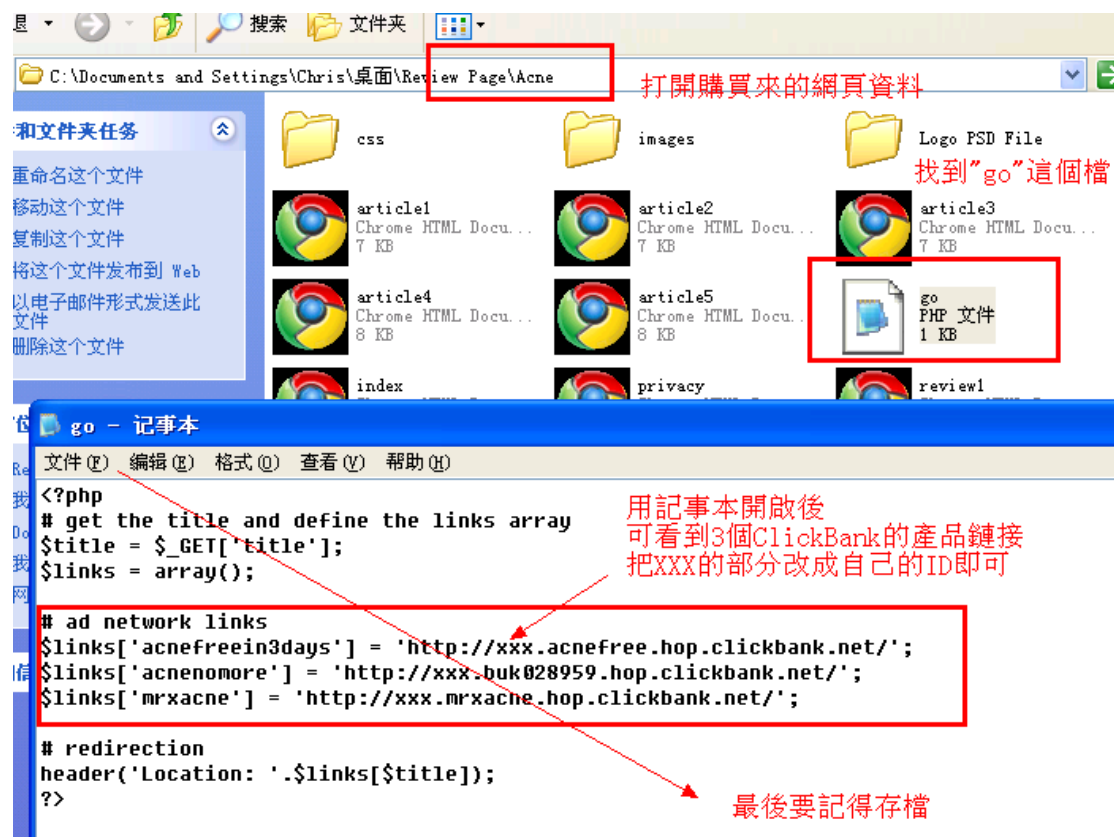 退 搜索 文件夹
C:\Documents and Settings\Chris\桌面\Review Page\Acne
打開購買來的網頁資料
和文件夹任务
重命名这个文件
移动这个文件
复制这个文件
将这个文件发布到 Web
以电子邮件形式发送此
文件
删除这个文件
css
images
Logo PSD File
找到"go"這個檔
article1
Chrome HTML Docu...
7 KB
article2
Chrome HTML Docu...
7 KB
article3
Chrome HTML Docu...
7 KB
article4
Chrome HTML Docu...
8 KB
article5
Chrome HTML Docu...
8 KB
go
PHP 文件
1 KB
index
privacy
review1
go - 记事本
文件(F) 编辑(E) 格式(O) 查看(V) 帮助(H)
<?php
# get the title and define the links array
$title = $_GET['title'];
$links = array();
用記事本開啟後
可看到3個ClickBank的產品鏈接
把XXX的部分改成自己的ID即可
# ad network links
$links['acnefreein3days'] = 'http://xxx.acnefree.hop.clickbank.net/';
$links['acnenomore'] = 'http://xxx.buk028959.hop.clickbank.net/';
$links['mrxacne'] = 'http://xxx.mrxacne.hop.clickbank.net/';
# redirection
header('Location: '.$links[$title]);
?>
最後要記得存檔